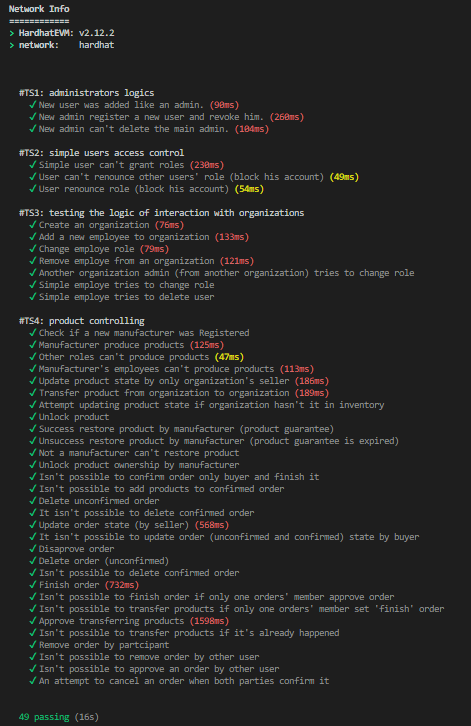 Network Info
============
> HardhatEVM: v2.12.2
> network: hardhat
#TS1: administrators logics
✓ New user was added like an admin. (90ms)
✓ New admin register a new user and revoke him. (260ms)
✓ New admin can't delete the main admin. (104ms)
#TS2: simple users access control
✓ Simple user can't grant roles (230ms)
✓ User can't renounce other users' role (block his account) (49ms)
✓ User renounce role (block his account) (54ms)
#TS3: testing the logic of interaction with organizations
✓ Create an organization (76ms)
✓ Add a new employee to organization (133ms)
✓ Change employe role (79ms)
✓ Remove employe from an organization (121ms)
✓ Another organization admin (from another organization) tries to change role
✓ Simple employe tries to change role
✓ Simple employe tries to delete user
#TS4: product controlling
✓ Check if a new manufacturer was Registered
✓ Manufacturer produce products (125ms)
✓ Other roles can't produce products (47ms)
✓ Manufacturer's employees can't produce products (113ms)
✓ Update product state by only organization's seller (186ms)
✓ Transfer product from organization to organization (189ms)
✓ Attempt updating product state if organization hasn't it in inventory
✓ Unlock product
✓ Success restore product by manufacturer (product guarantee)
✓ Unsuccess restore product by manufacturer (product guarantee is expired)
✓ Not a manufacturer can't restore product
✓ Unlock product ownership by manufacturer
✓ Isn't possible to confirm order only buyer and finish it
✓ Isn't possible to add products to confirmed order
✓ Delete unconfirmed order
✓ It isn't possible to delete confirmed order
✓ Update order state (by seller) (568ms)
✓ It isn't possible to update order (unconfirmed and confirmed) state by buyer
✓ Disaprove order
✓ Delete order (unconfirmed)
✓ Isn't possible to delete confirmed order
✓ Finish order (732ms)
✓ Isn't possible to finish order if only one orders' member approve order
✓ Isn't possible to transfer products if only one orders' member set 'finish' order
✓ Approve transferring products (1598ms)
✓ Isn't possible to transfer products if it's already happened
✓ Remove order by partcipant
✓ Isn't possible to remove order by other user
✓ Isn't possible to approve an order by other user
✓ An attempt to cancel an order when both parties confirm it
49 passing (16s)